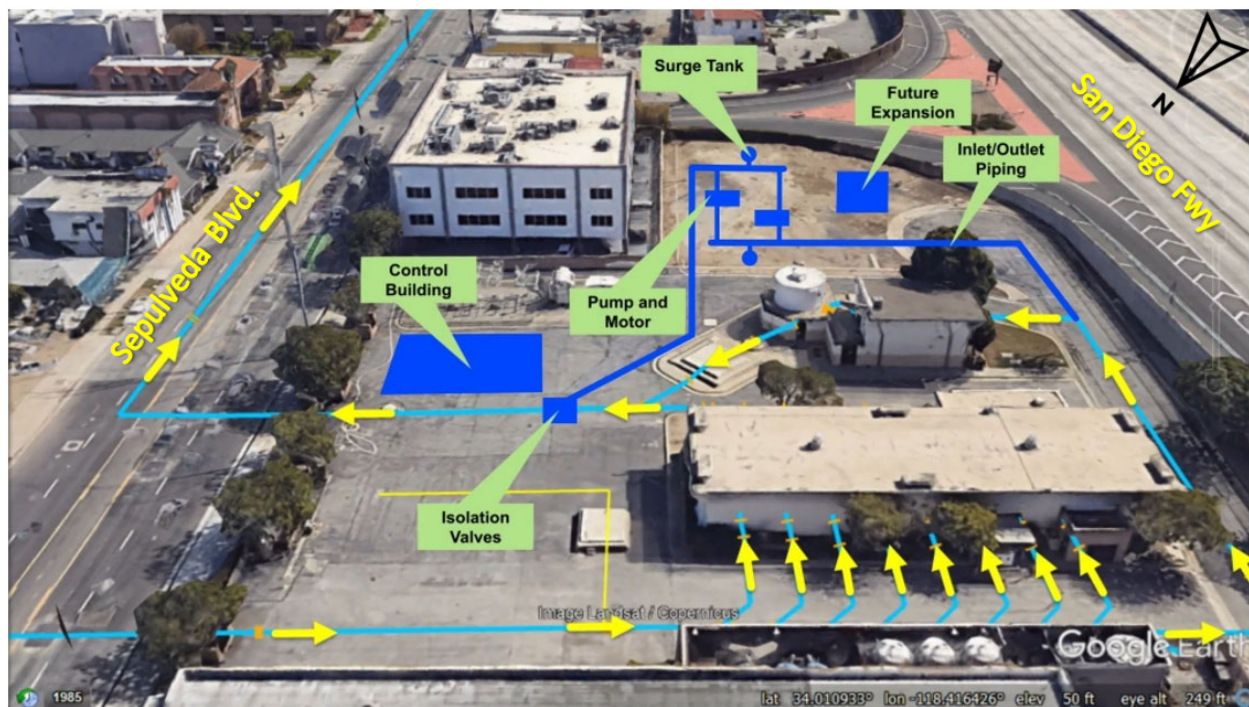 Surge Tank
Future
Expansion
Inlet/Outlet
Piping
San Diego Fwy
N
Sepulveda Blvd.
Control
Building
Pump and
Motor
Isolation
Valves
Image Landsat / Copernicus
Google Earth
1985
lat 34.010933° lon -118.416426° elev 50 ft eye alt 249 ft